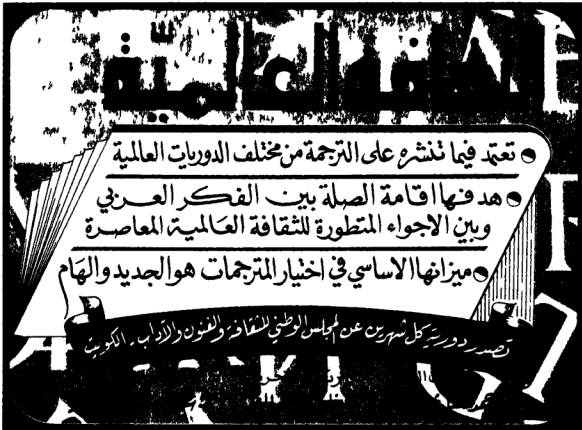 الثقافة العالمية
تعتمد فيما تنشره على الترجمة من مختلف الدوريات العالمية
هدفها اقامة الصلة بين الفكر العربي
وبين الاجواء المتطورة للثقافة العالمية المعاصرة
ميزانها الاساسي في اختيار المترجمات هو الجديد والهام
تصدر دورية كل شهرين عن المجلس الوطني للثقافة والفنون والآداب - الكويت